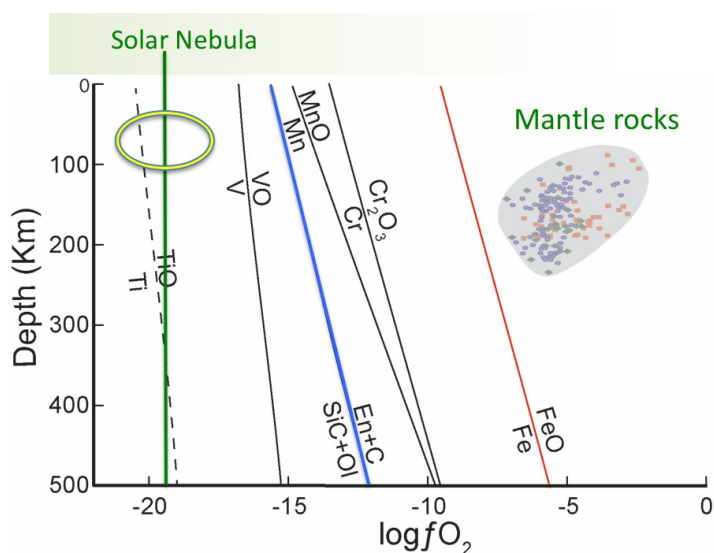 Solar Nebula
Mantle rocks
Depth (Km)
0
100
200
300
400
500
Ti
TiO
V
VO
Mn
MnO
Cr
Cr₂O₃
SiC+Ol
En+C
Fe
FeO
-20
-15
-10
-5
0
logƒO₂